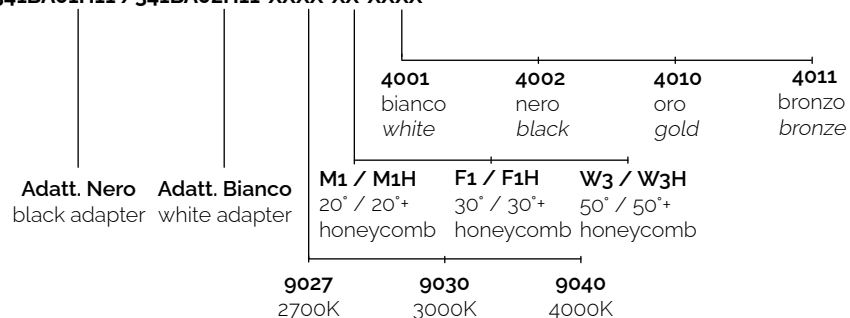 4001 4002 4010 4011
bianco nero oro bronzo
white black gold bronze
Adatt. Nero Adatt. Bianco M1 / M1H F1 / F1H W3 / W3H
black adapter white adapter 20° / 20°+ 30° / 30°+ 50° / 50°+
honeycomb honeycomb honeycomb
9027 9030 9040
2700K 3000K 4000K